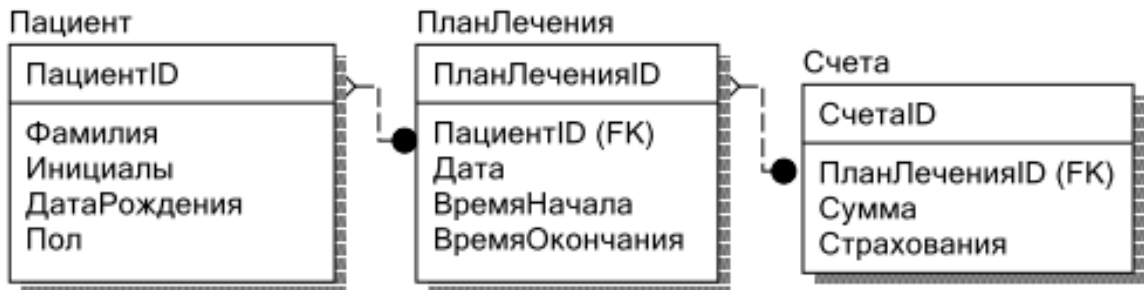 Пациент
ПациентID
Фамилия
Инициалы
ДатаРождения
Пол
ПланЛечения
ПланЛеченияID
ПациентID (FK)
Дата
ВремяНачала
ВремяОкончания
Счета
СчетаID
ПланЛеченияID (FK)
Сумма
Страхования